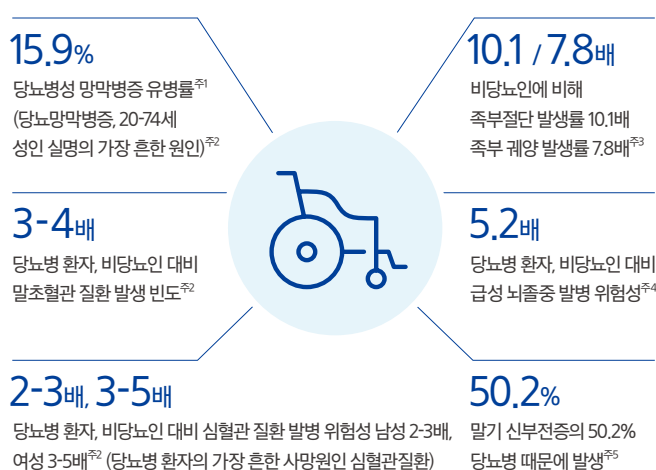 15.9%
당뇨병성 망막병증 유병률주1
(당뇨망막병증, 20-74세
성인 실명의 가장 흔한 원인)주2
10.1 / 7.8배
비당뇨인에 비해
족부절단 발생률 10.1배
족부 궤양 발생률 7.8배주3
3-4배
당뇨병 환자, 비당뇨인 대비
말초혈관 질환 발생 빈도주2
5.2배
당뇨병 환자, 비당뇨인 대비
급성 뇌졸중 발병 위험성주4
2-3배, 3-5배
당뇨병 환자, 비당뇨인 대비 심혈관 질환 발병 위험성 남성 2-3배,
여성 3-5배주2 (당뇨병 환자의 가장 흔한 사망원인 심혈관질환)
50.2%
말기 신부전증의 50.2%
당뇨병 때문에 발생주5